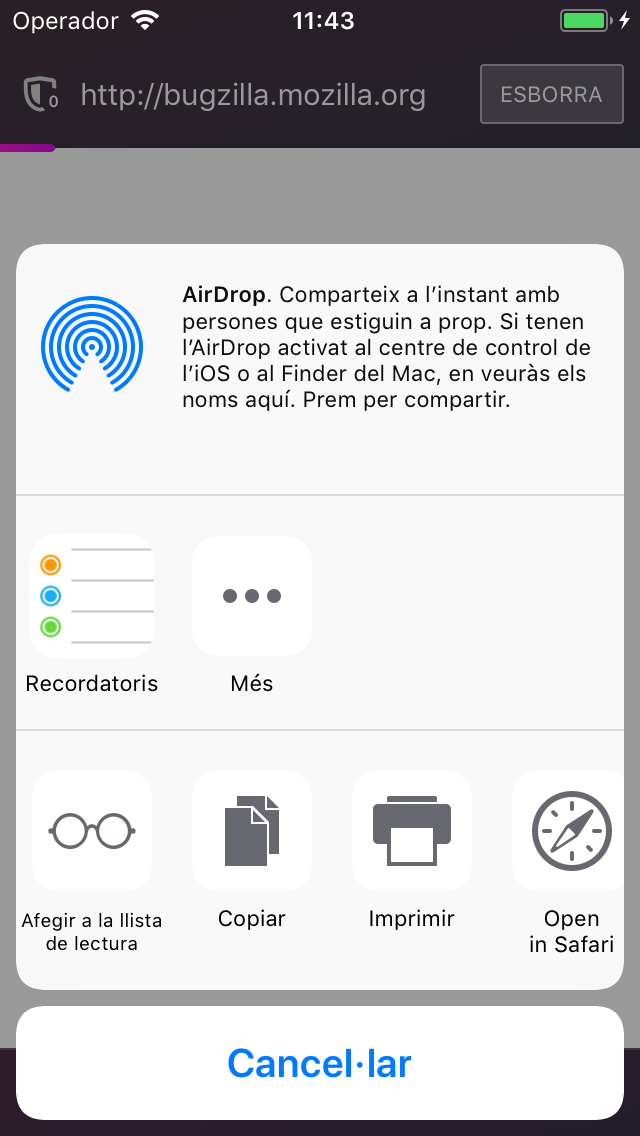 Operador
11:43
0
http://bugzilla.mozilla.org
ESBORRA
AirDrop. Comparteix a l’instant amb
persones que estiguin a prop. Si tenen
l’AirDrop activat al centre de control de
l’iOS o al Finder del Mac, en veuràs els
noms aquí. Prem per compartir.
Recordatoris
Més
Afegir a la llista
de lectura
Copiar
Imprimir
Open
in Safari
Cancel·lar